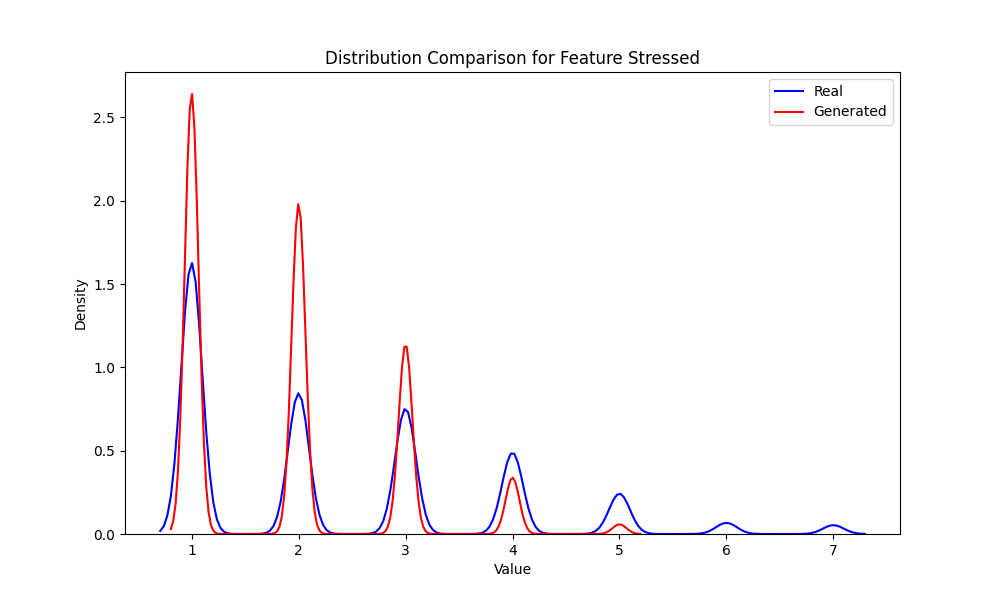 Distribution Comparison for Feature Stressed
Real
Generated
Density
2.5
2.0
1.5
1.0
0.5
0.0
1 2 3 4 5 6 7
Value